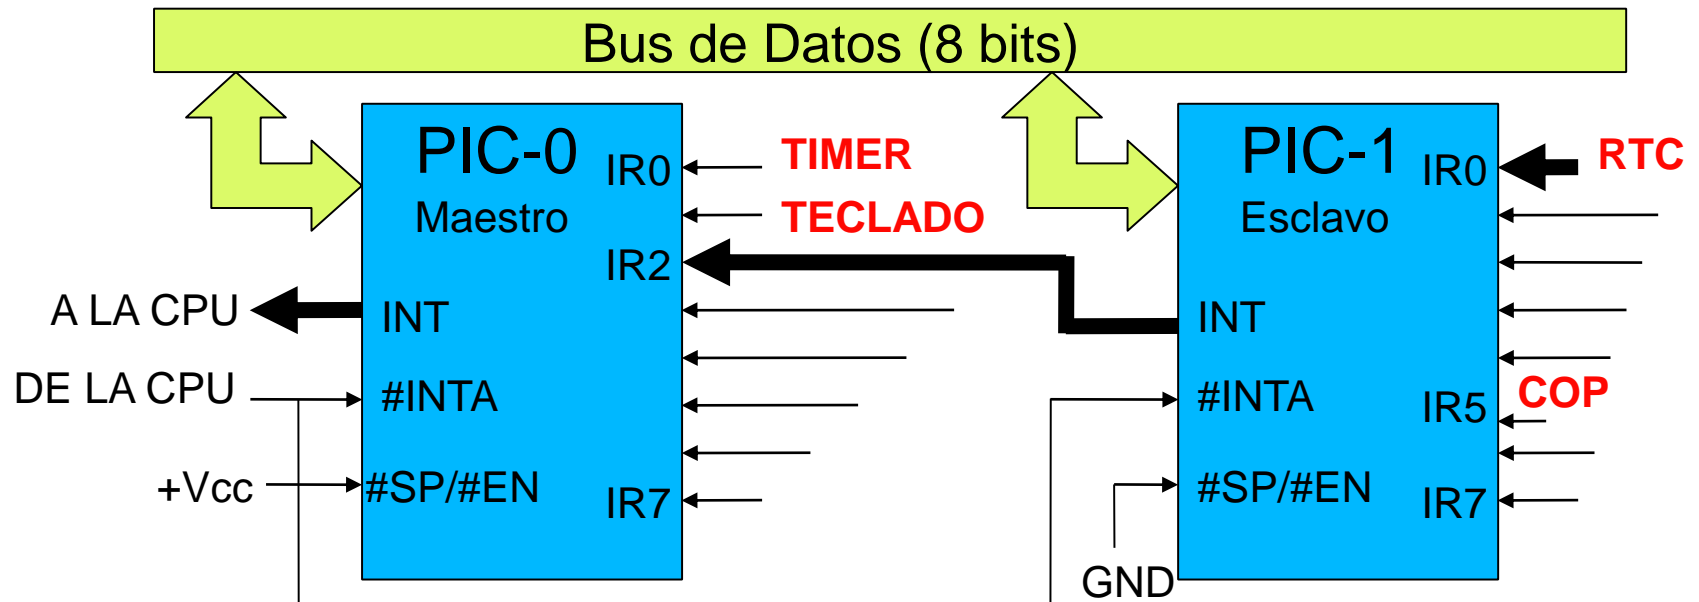 Bus de Datos (8 bits)
PIC-0
Maestro
IR0
TIMER
TECLADO
IR2
A LA CPU
INT
DE LA CPU
#INTA
+Vcc
#SP/#EN
IR7
PIC-1
Esclavo
IR0
RTC
INT
#INTA
IR5
COP
#SP/#EN
IR7
GND